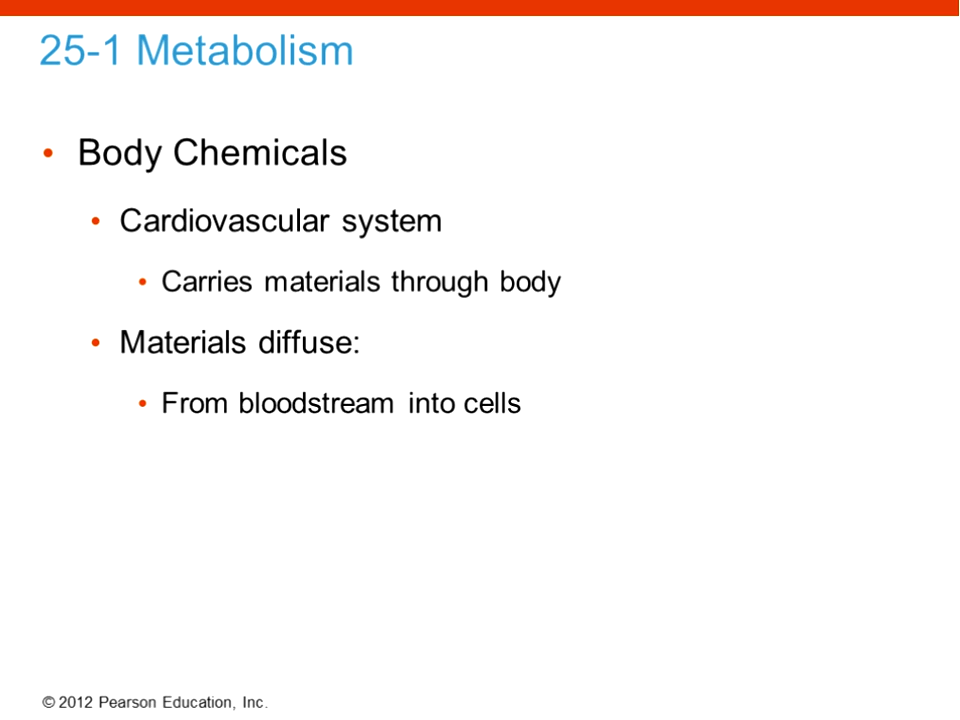 25-1 Metabolism
• Body Chemicals
• Cardiovascular system
• Carries materials through body
• Materials diffuse:
• From bloodstream into cells
© 2012 Pearson Education, Inc.